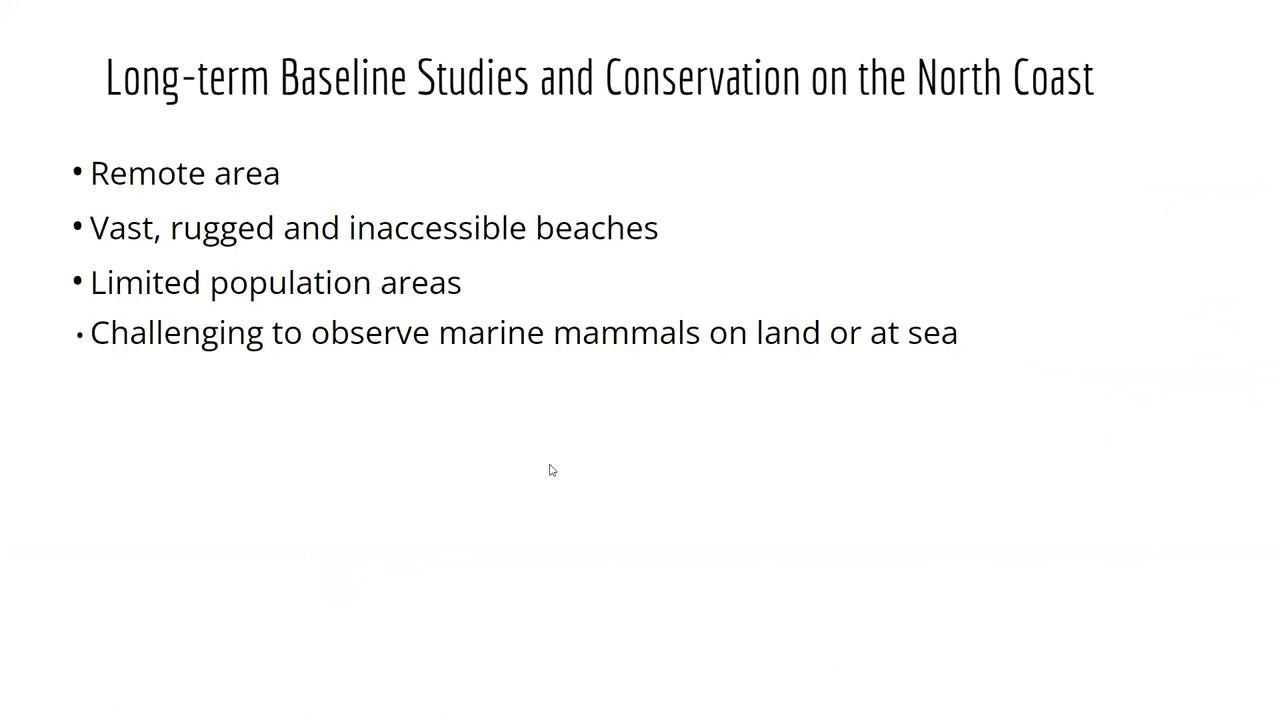 Long-term Baseline Studies and Conservation on the North Coast
• Remote area
• Vast, rugged and inaccessible beaches
• Limited population areas
• Challenging to observe marine mammals on land or at sea